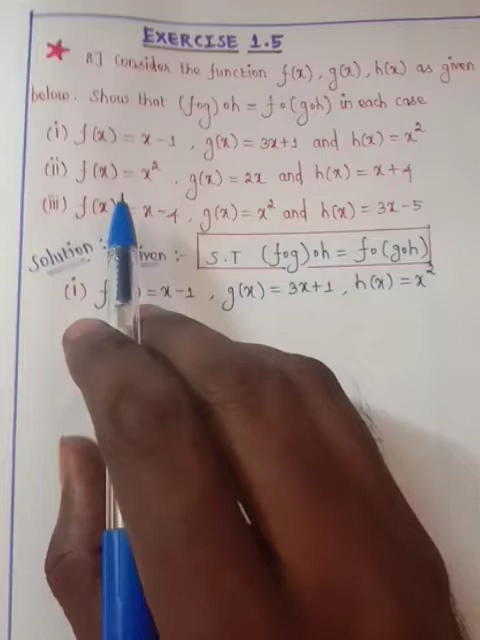 EXERCISE 1.5
8] Consider the function f(x), g(x), h(x) as given
below. Show that (fog)oh = fo(goh) in each case
(i) f(x) = x-1, g(x) = 3x+1 and h(x) = x²
(ii) f(x) = x², g(x) = 2x and h(x) = x+4
(iii) f(x) = x-4, g(x) = x² and h(x) = 3x-5
Solution :- :- S.T (fog)oh = fo(goh)
(i) f = x-1, g(x) = 3x+1, h(x) = x²